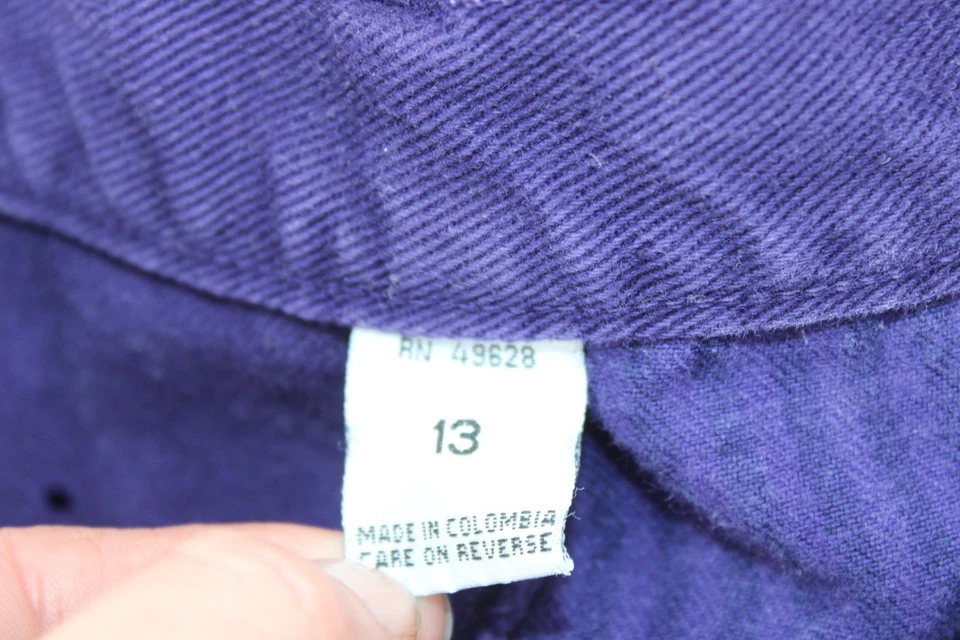 RN 49628
13
MADE IN COLOMBIA
CARE ON REVERSE